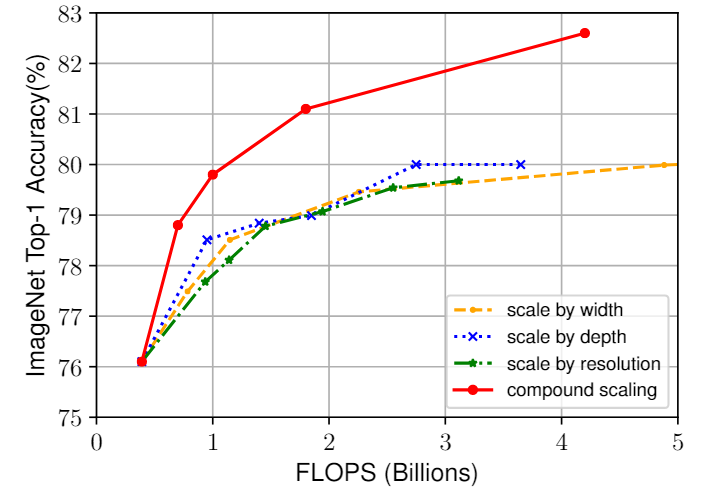 83
82
81
80
79
78
77
76
75
ImageNet Top-1 Accuracy(%)
scale by width
scale by depth
scale by resolution
compound scaling
0 1 2 3 4 5
FLOPS (Billions)